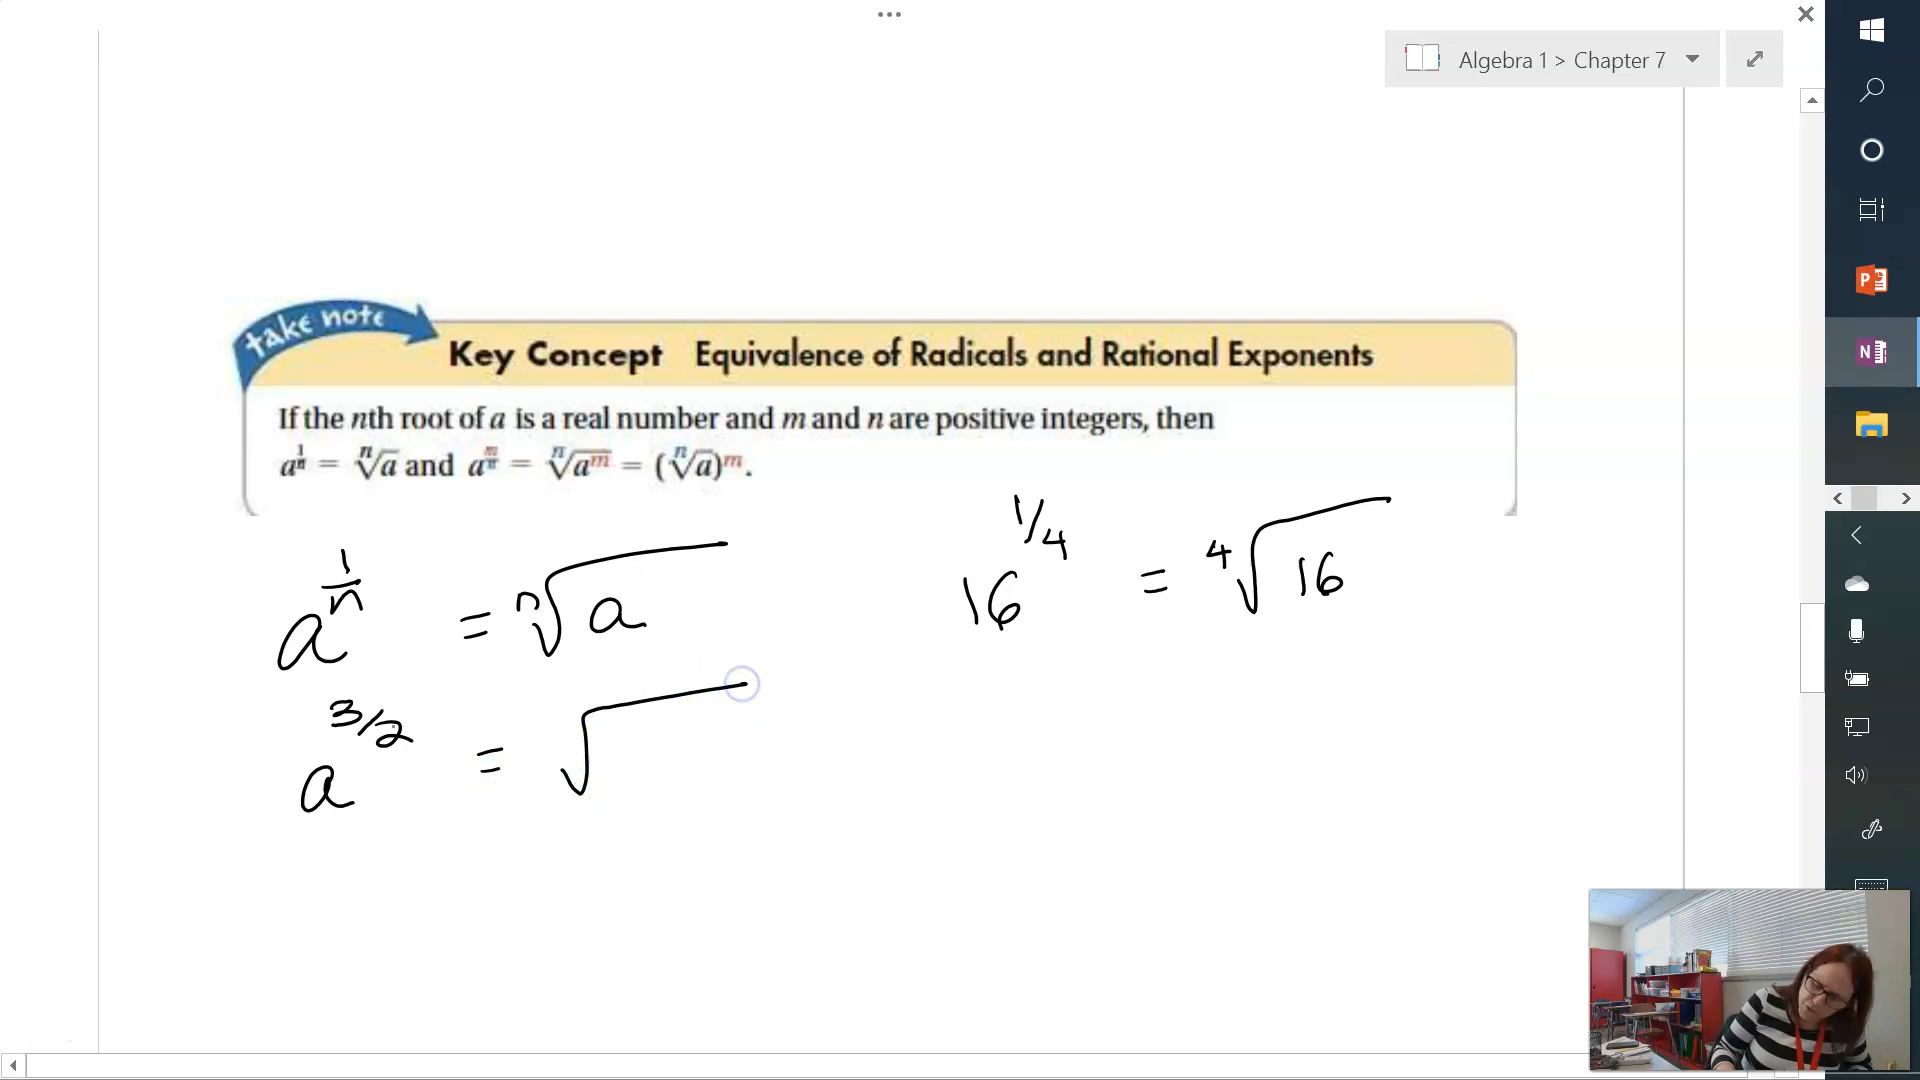 Algebra 1 > Chapter 7
take note
Key Concept Equivalence of Radicals and Rational Exponents
If the nth root of a is a real number and m and n are positive integers, then
a^{1/n} = ⁿ√a and a^{m/n} = ⁿ√a^m = (ⁿ√a)^m.
a^{1/n} = ⁿ√a
16^{1/4} = ⁴√16
a^{3/2} = √